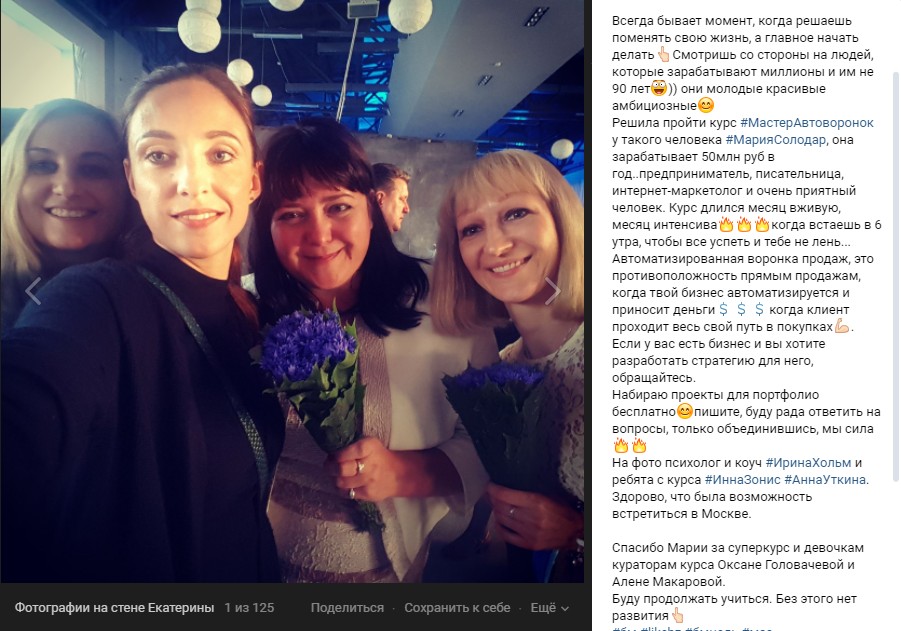 Всегда бывает момент, когда решаешь
поменять свою жизнь, а главное начать
делать👆🏻Смотришь со стороны на людей,
которые зарабатывают миллионы и им не
90 лет😜)) они молодые красивые
амбициозные😊
Решила пройти курс #МастерАвтоворонок
у такого человека #МарияСолодар, она
зарабатывает 50млн руб в
год..предприниматель, писательница,
интернет-маркетолог и очень приятный
человек. Курс длился месяц вживую,
месяц интенсива🔥🔥🔥когда встаешь в 6
утра, чтобы все успеть и тебе не лень...
Автоматизированная воронка продаж, это
противоположность прямым продажам,
когда твой бизнес автоматизируется и
приносит деньги💲💲💲когда клиент
проходит весь свой путь в покупках💪🏻.
Если у вас есть бизнес и вы хотите
разработать стратегию для него,
обращайтесь.
Набираю проекты для портфолио
бесплатно😊пишите, буду рада ответить на
вопросы, только объединившись, мы сила
🔥🔥
На фото психолог и коуч #ИринаХольм и
ребята с курса #ИннаЗонис #АннаУткина.
Здорово, что была возможность
встретиться в Москве.
Спасибо Марии за суперкурс и девочкам
кураторам курса Оксане Головачевой и
Алене Макаровой.
Буду продолжать учиться. Без этого нет
развития👆🏻
Фотографии на стене Екатерины 1 из 125 Поделиться · Сохранить к себе · Ещё